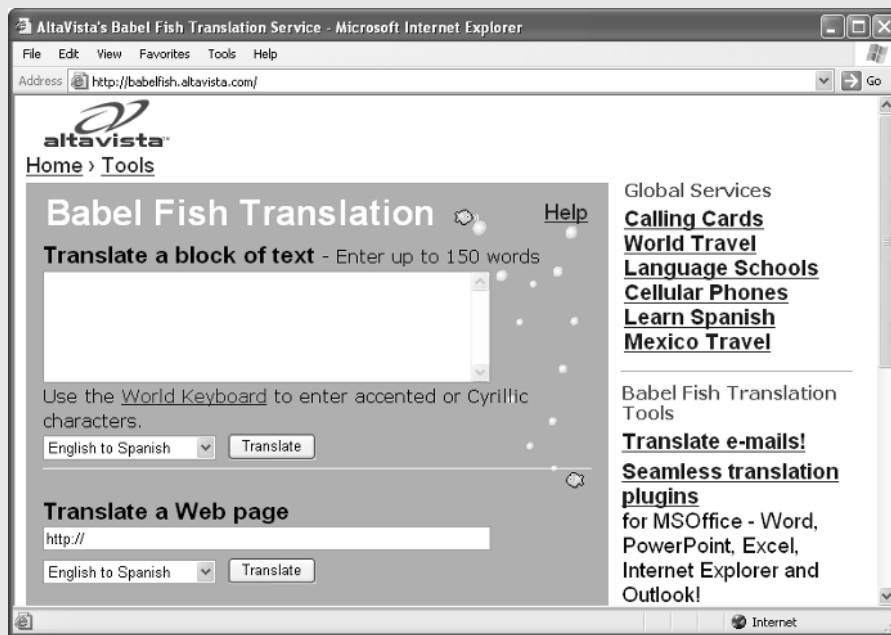 AltaVista's Babel Fish Translation Service - Microsoft Internet Explorer
File Edit View Favorites Tools Help
Address http://babelfish.altavista.com/ Go
altavista™
Home › Tools
Babel Fish Translation Help
Translate a block of text - Enter up to 150 words
Use the World Keyboard to enter accented or Cyrillic
characters.
English to Spanish Translate
Translate a Web page
http://
English to Spanish Translate
Global Services
Calling Cards
World Travel
Language Schools
Cellular Phones
Learn Spanish
Mexico Travel
Babel Fish Translation
Tools
Translate e-mails!
Seamless translation
plugins
for MSOffice - Word,
PowerPoint, Excel,
Internet Explorer and
Outlook!
Internet